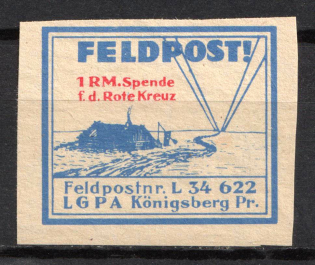 FELDPOST!
1 RM. Spende
f. d. Rote Kreuz
Feldpostnr. L 34 622
LGPA Königsberg Pr.